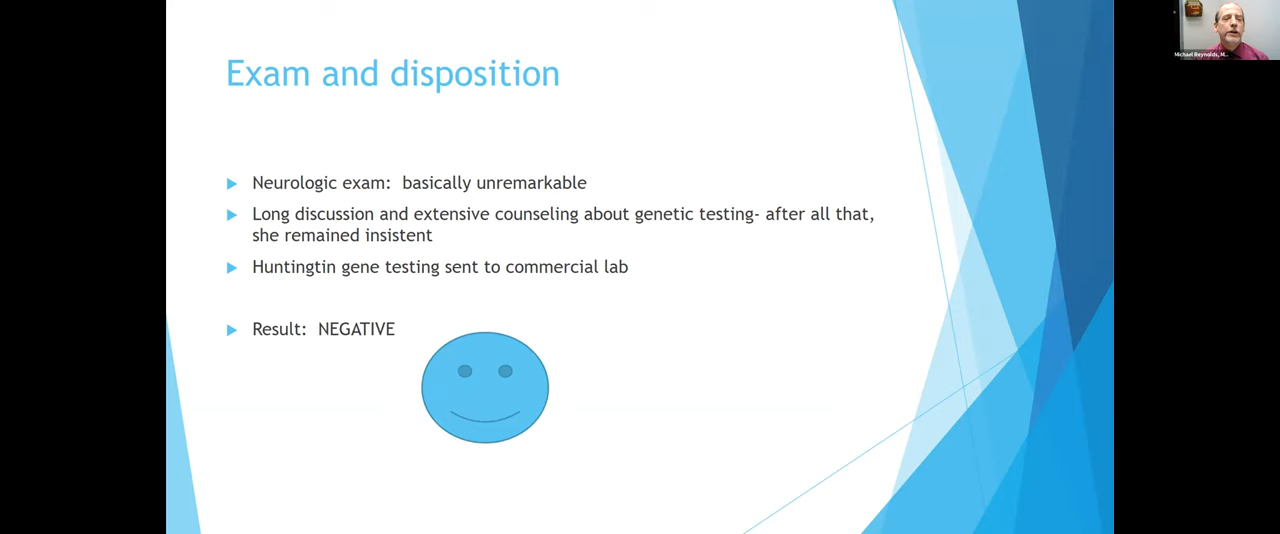 Exam and disposition
Neurologic exam:  basically unremarkable
Long discussion and extensive counseling about genetic testing- after all that,
she remained insistent
Huntingtin gene testing sent to commercial lab
Result:  NEGATIVE
Michael Reynolds, M...